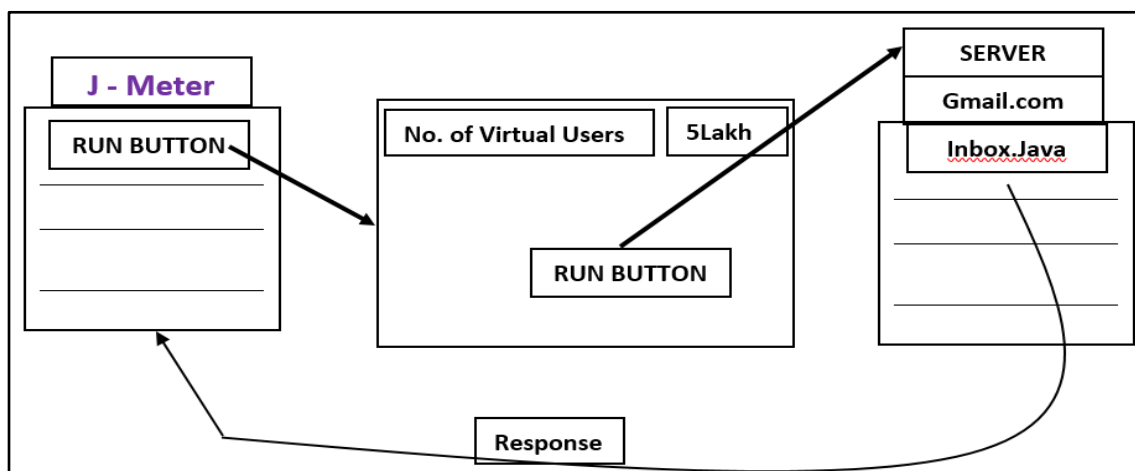 J - Meter
RUN BUTTON
No. of Virtual Users
5Lakh
RUN BUTTON
SERVER
Gmail.com
Inbox.Java
Response